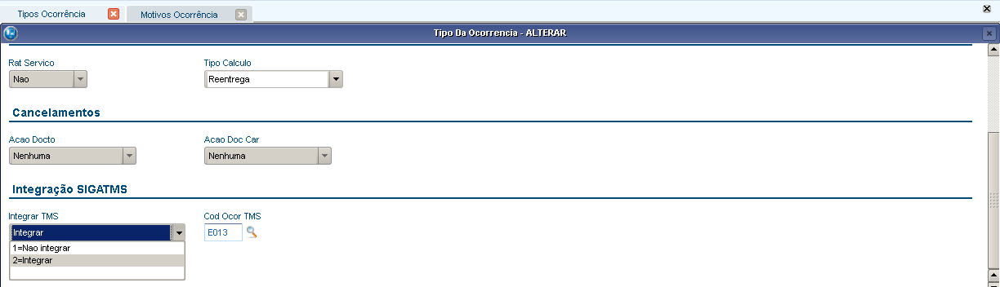 Tipos Ocorrência
Motivos Ocorrência
Tipo Da Ocorrencia - ALTERAR
Rat Servico
Tipo Calculo
Nao
Reentrega
Cancelamentos
Acao Docto
Acao Doc Car
Nenhuma
Nenhuma
Integração SIGATMS
Integrar TMS
Cod Ocor TMS
Integrar
E013
1=Nao integrar
2=Integrar